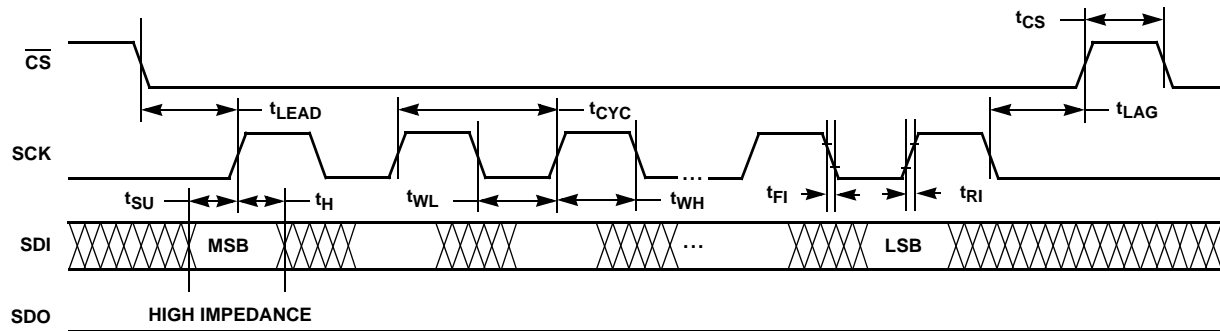 tCS
CS
tLEAD
tCYC
tLAG
SCK
tSU
tH
tWL
...
tWH
tFI
tRI
SDI
MSB
...
LSB
SDO
HIGH IMPEDANCE